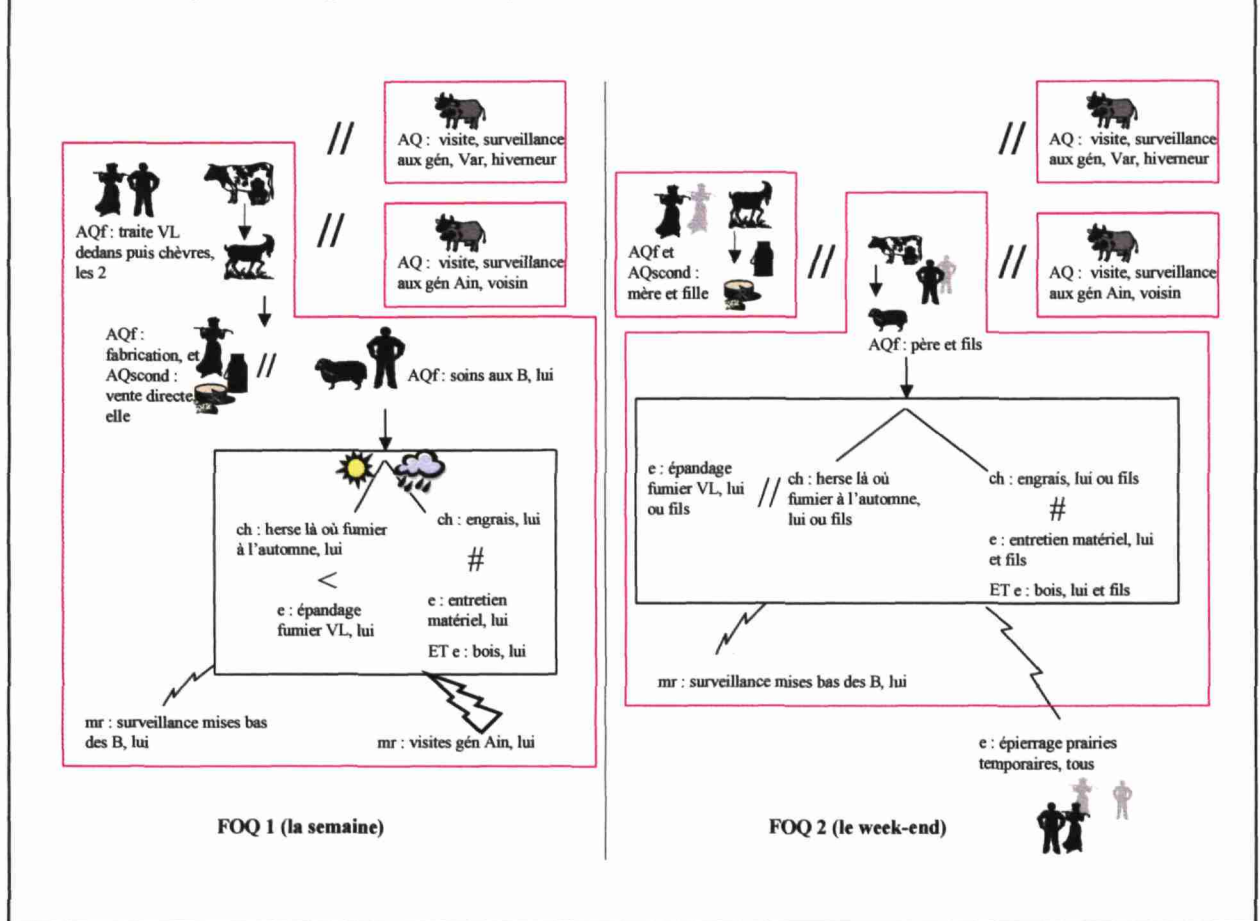 //
AQ : visite, surveillance
aux gén, Var, hiverneur
AQf : traite VL
dedans puis chèvres,
les 2
//
AQ : visite, surveillance
aux gén Ain, voisin
AQf :
fabrication, et
AQscond :
vente directe,
elle
//
AQf : soins aux B, lui
ch : herse là où fumier
à l'automne, lui
<
e : épandage
fumier VL, lui
ch : engrais, lui
#
e : entretien
matériel, lui
ET e : bois, lui
mr : surveillance mises bas
des B, lui
mr : visites gén Ain, lui
FOQ 1 (la semaine)
//
AQ : visite, surveillance
aux gén, Var, hiverneur
AQf et
AQscond :
mère et fille
//
AQf : père et fils
//
AQ : visite, surveillance
aux gén Ain, voisin
e : épandage
fumier VL, lui
ou fils
//
ch : herse là où
fumier à l'automne,
lui ou fils
ch : engrais, lui ou fils
#
e : entretien matériel, lui
et fils
ET e : bois, lui et fils
mr : surveillance mises bas des B, lui
e : épierrage prairies
temporaires, tous
FOQ 2 (le week-end)